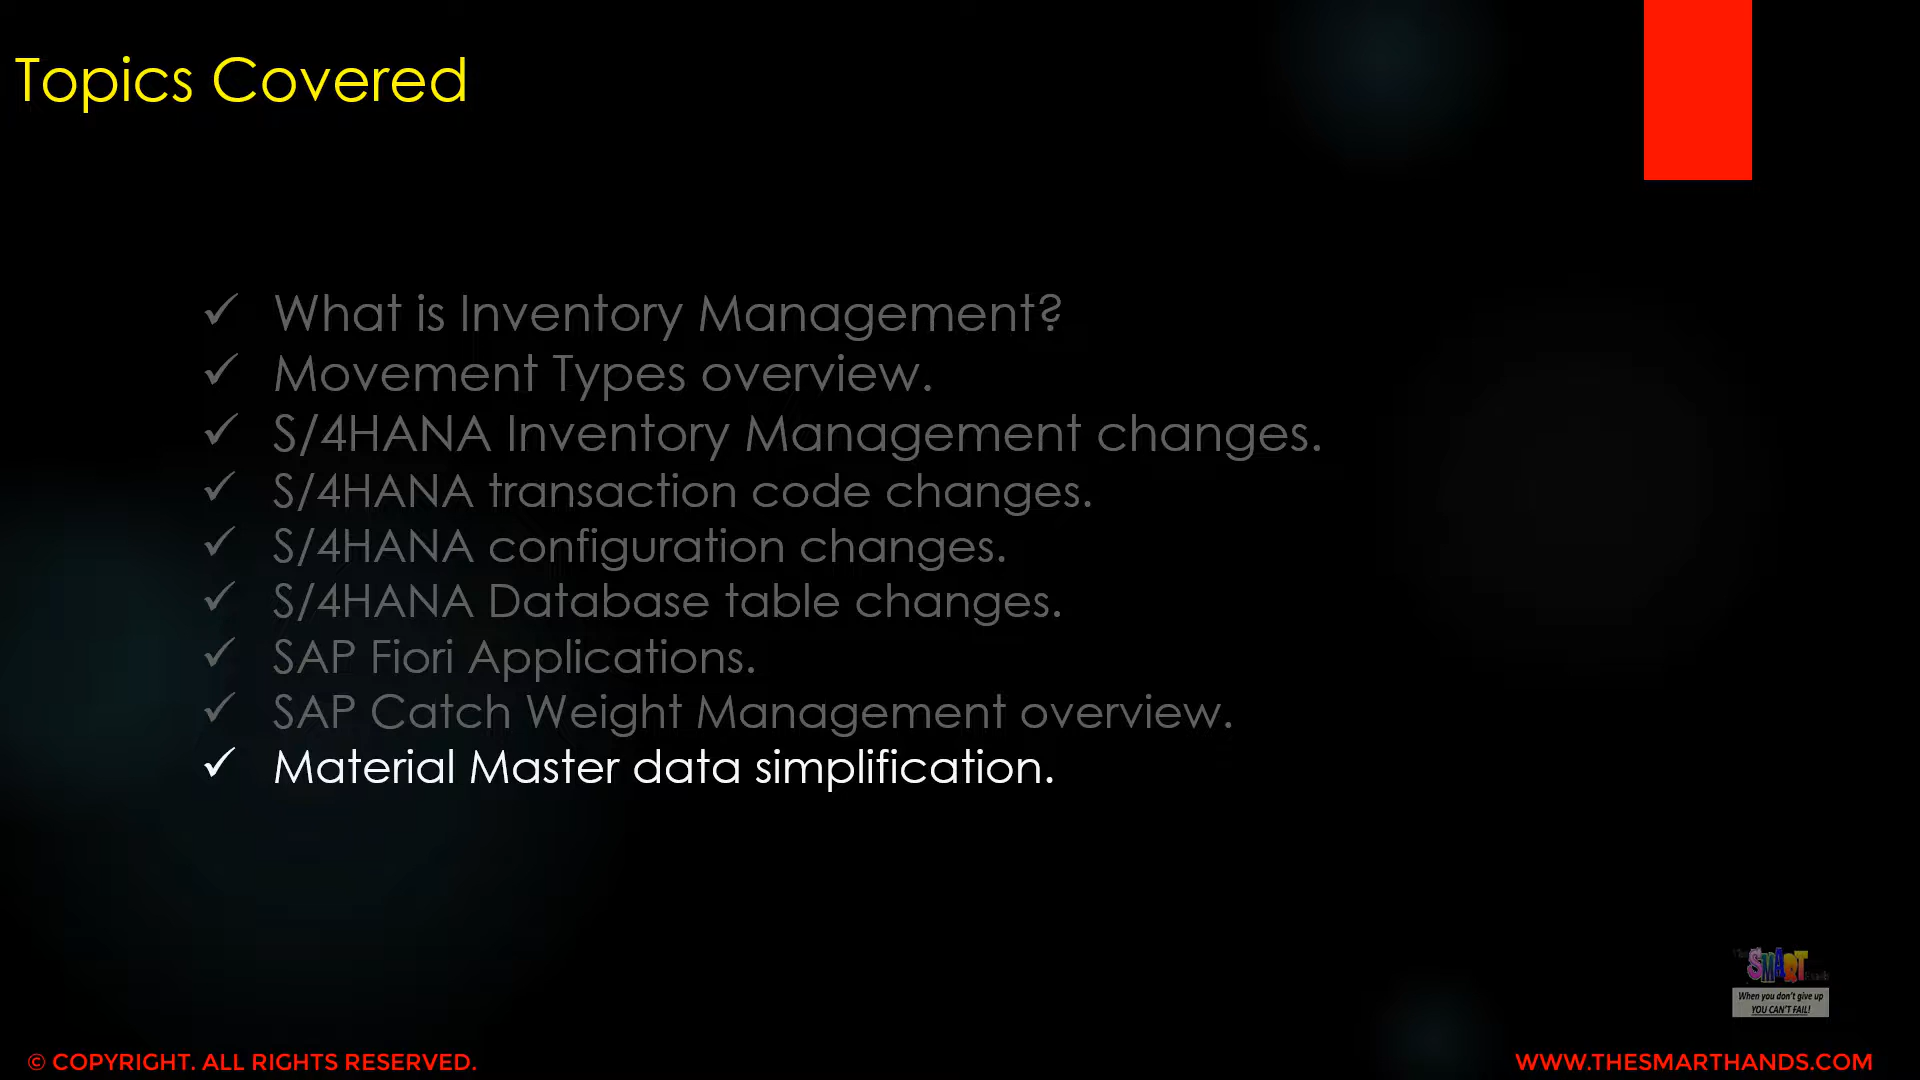 Topics Covered
What is Inventory Management?
Movement Types overview.
S/4HANA Inventory Management changes.
S/4HANA transaction code changes.
S/4HANA configuration changes.
S/4HANA Database table changes.
SAP Fiori Applications.
SAP Catch Weight Management overview.
Material Master data simplification.
SMART
When you don't give up
YOU CAN'T FAIL!
© COPYRIGHT. ALL RIGHTS RESERVED.
WWW.THESMARTHANDS.COM